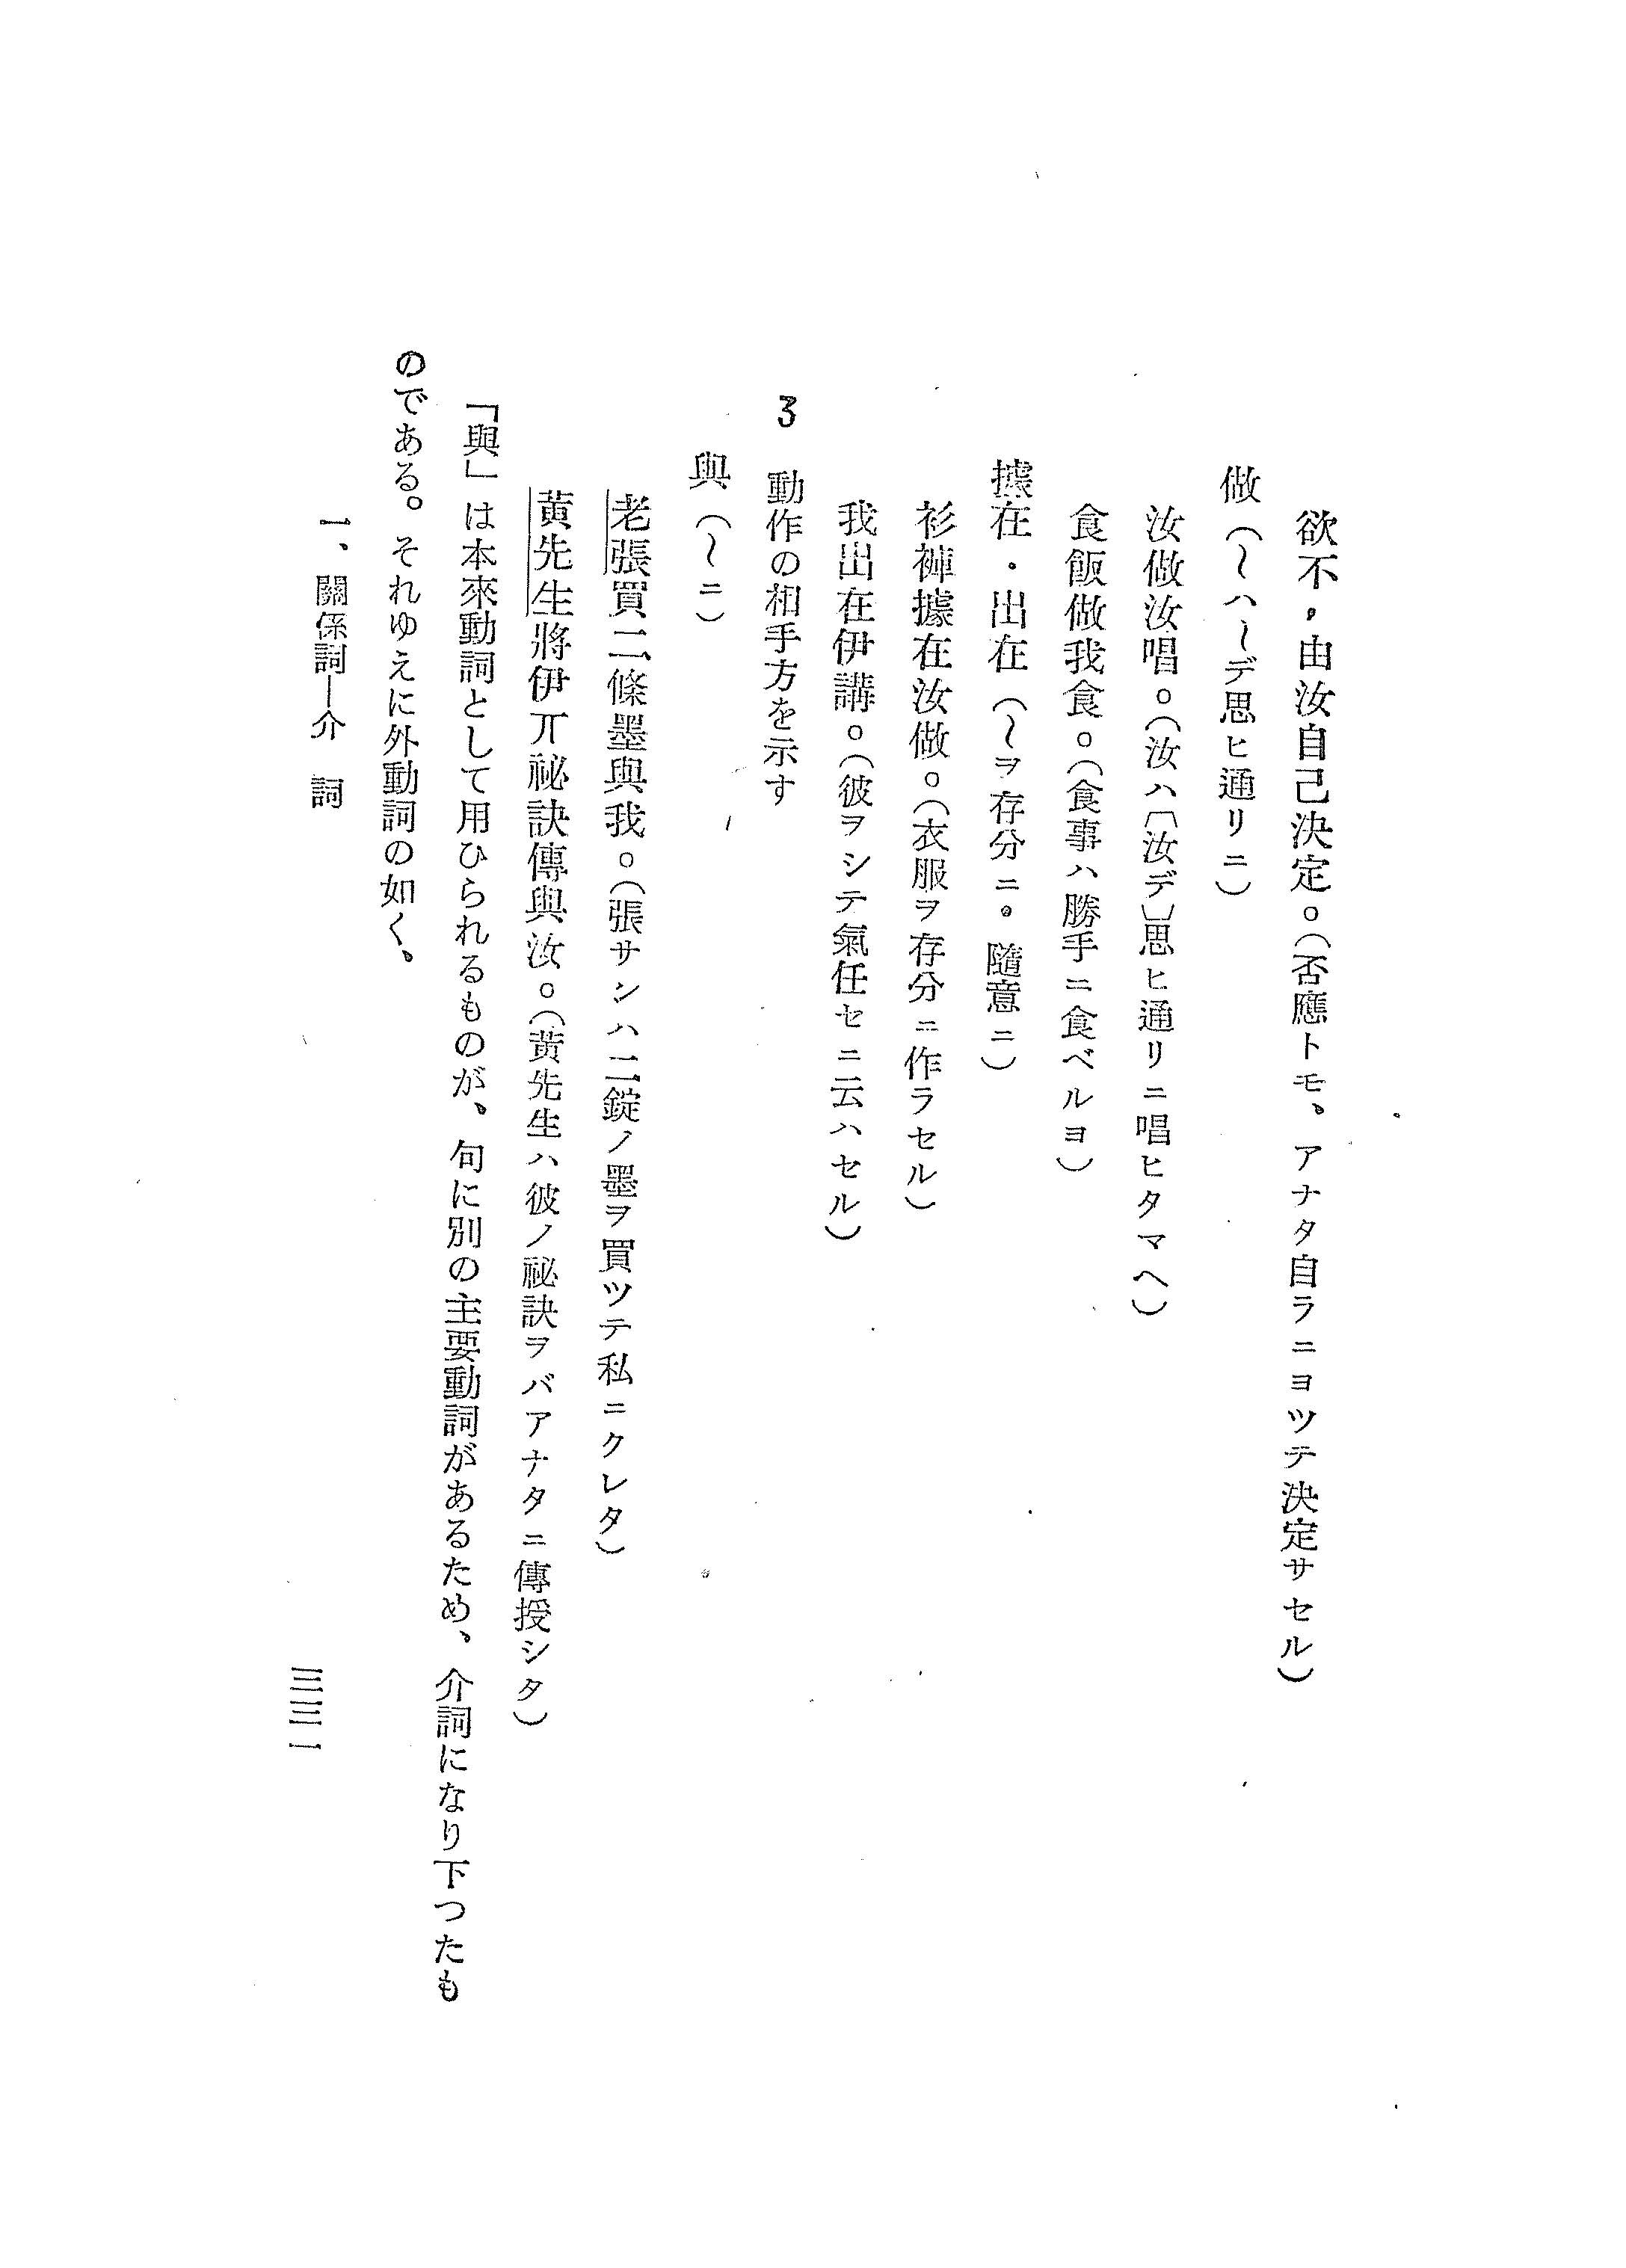 欲不，由汝自己決定。（否應トモ、アナタ自ラニヨツテ決定サセル）
做（〜ハ〜デ思ヒ通リニ）
汝做汝唱。（汝ハ〔汝デ〕思ヒ通リニ唱ヒタマヘ）
食飯做我食。（食事ハ勝手ニ食ベルヨ）
據在・出在（〜ヲ存分ニ。隨意ニ）
衫褲據在汝做。（衣服ヲ存分ニ作ラセル）
我出在伊講。（彼ヲシテ氣任セニ云ハセル）
3 動作の相手方を示す
與（〜ニ）
老張買二條墨與我。（張サンハ二錠ノ墨ヲ買ツテ私ニクレタ）
黄先生將伊丌祕訣傳與汝。（黄先生ハ彼ノ祕訣ヲバアナタニ傳授シタ）
「與」は本來動詞として用ひられるものが、句に別の主要動詞があるため、介詞になり下つたも
のである。それゆえに外動詞の如く、
一、關係詞—介 詞
三三一